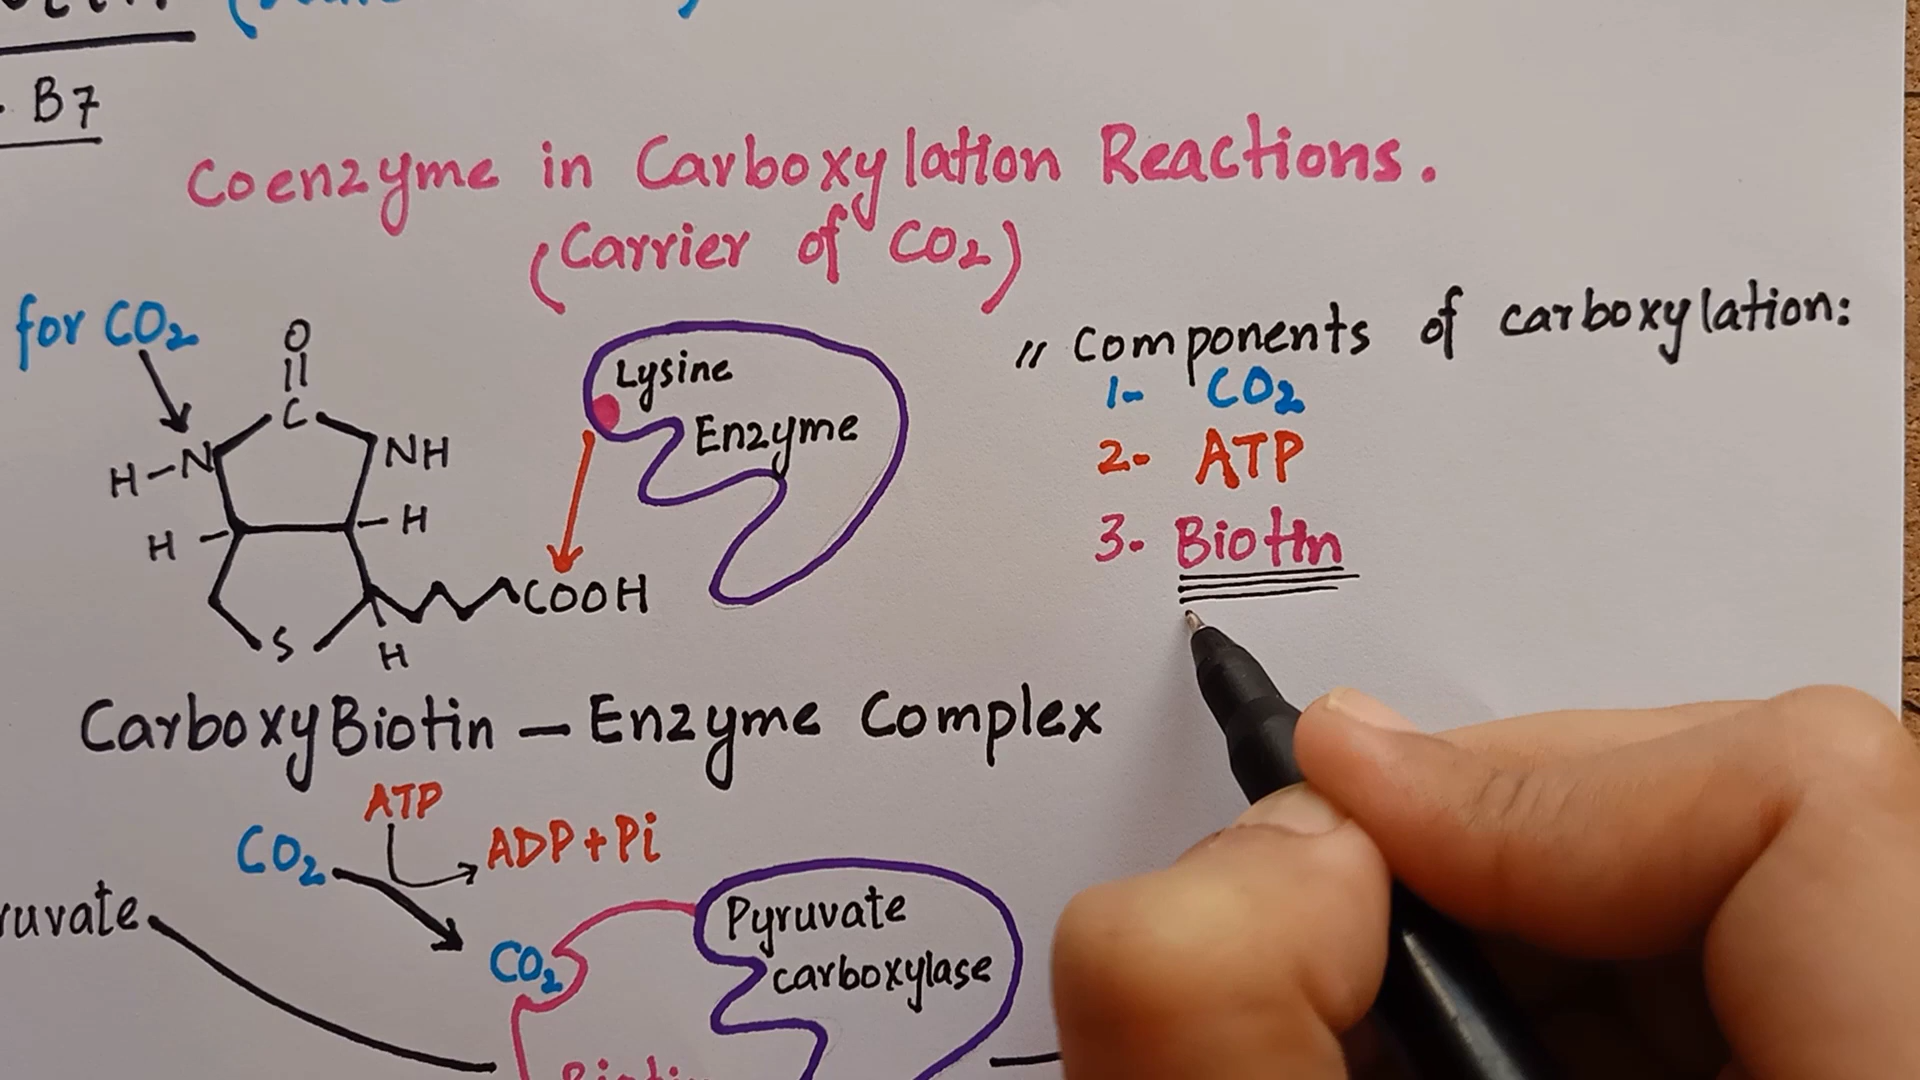 B7
Coenzyme in Carboxylation Reactions.
(Carrier of CO₂)
for CO₂
O
C
H-N
NH
H
H
S
H
COOH
Lysine
Enzyme
〃 Components of carboxylation:
1- CO₂
2- ATP
3- Biotin
CarboxyBiotin – Enzyme Complex
ATP
CO₂
ADP+Pi
ruvate
CO₂
Pyruvate
carboxylase
Biotin